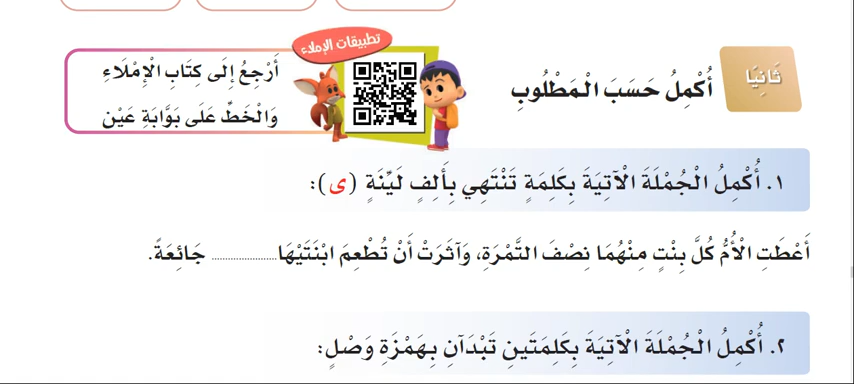 ثَانِيًا
أُكْمِلُ حَسَبَ الْمَطْلُوبِ
تطبيقات الإملاء
أَرْجِعُ إِلَى كِتَابِ الْإِمْلَاءِ
وَالْخَطِّ عَلَى بَوَّابَةِ عَيْن
١. أُكْمِلُ الْجُمْلَةَ الْآتِيَةَ بِكَلِمَةٍ تَنْتَهِي بِأَلِفٍ لَيِّنَةٍ (ى):
أَعْطَتِ الْأُمُّ كُلَّ بِنْتٍ مِنْهُمَا نِصْفَ التَّمْرَةِ، وَآثَرَتْ أَنْ تُطْعِمَ ابْنَتَيْهَا.................... جَائِعَةً.
٢. أُكْمِلُ الْجُمْلَةَ الْآتِيَةَ بِكَلِمَتَينِ تَبْدَآنِ بِهَمْزَةِ وَصْلٍ: